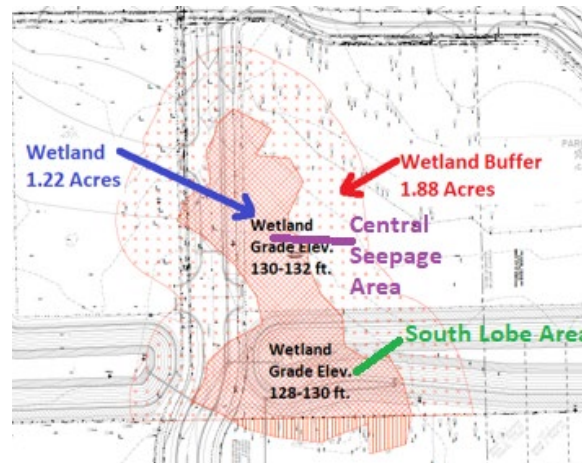 Wetland
1.22 Acres
Wetland Buffer
1.88 Acres
Wetland
Grade Elev.
130-132 ft.
Central
Seepage
Area
South Lobe Area
Wetland
Grade Elev.
128-130 ft.